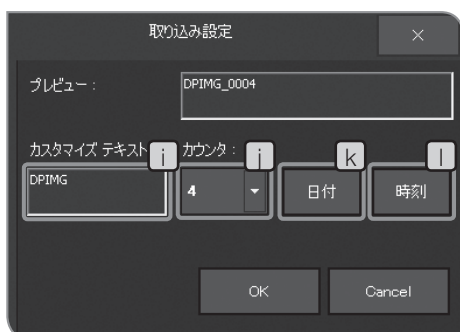 取り込み設定
プレビュー：
DPIMG_0004
カスタマイズ テキスト
i
カウンタ：
j
k
l
DPIMG
4
日付
時刻
OK
Cancel